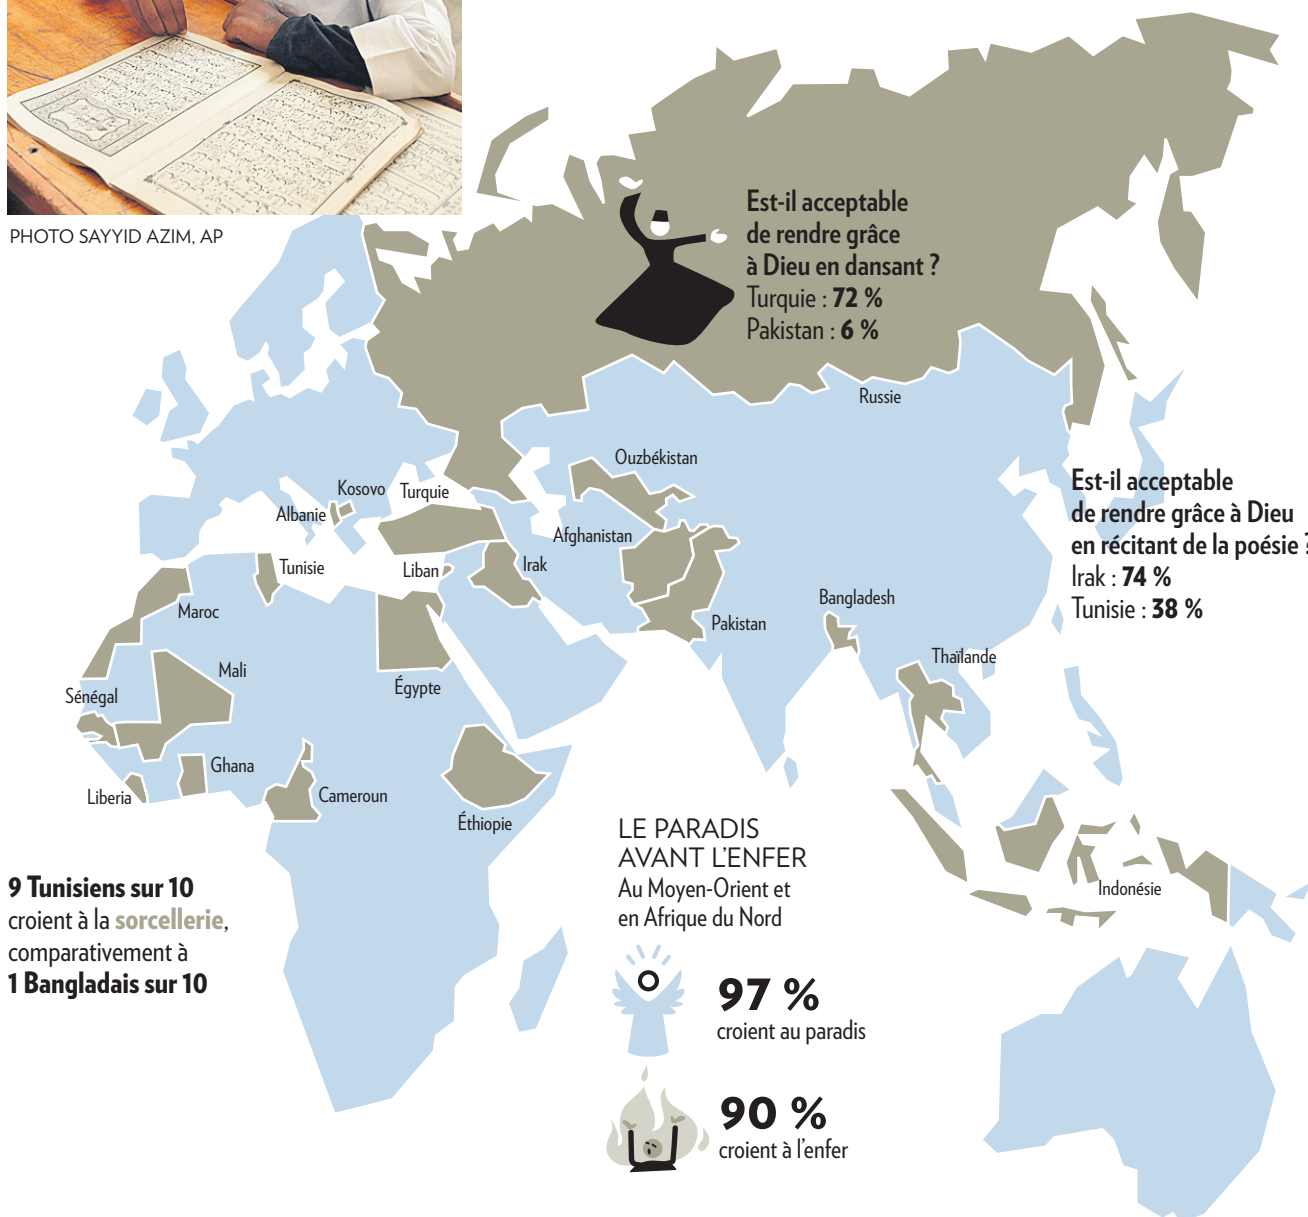 PHOTO SAYYID AZIM, AP
Est-il acceptable
de rendre grâce
à Dieu en dansant ?
Turquie : 72 %
Pakistan : 6 %
Russie
Ouzbékistan
Kosovo
Turquie
Albanie
Afghanistan
Tunisie
Liban
Irak
Est-il acceptable
de rendre grâce à Dieu
en récitant de la poésie ?
Irak : 74 %
Tunisie : 38 %
Maroc
Bangladesh
Pakistan
Mali
Thaïlande
Sénégal
Égypte
Ghana
Liberia
Cameroun
Éthiopie
Indonésie
9 Tunisiens sur 10
croient à la sorcellerie,
comparativement à
1 Bangladais sur 10
LE PARADIS
AVANT L'ENFER
Au Moyen-Orient et
en Afrique du Nord
97 %
croient au paradis
90 %
croient à l'enfer